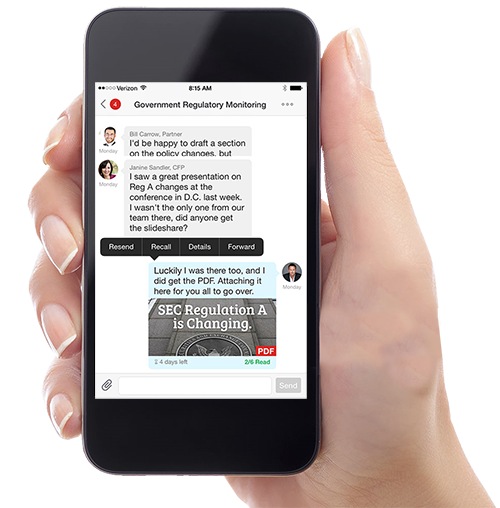 Verizon 8:15 AM
4 Government Regulatory Monitoring
Bill Carrow, Partner
I'd be happy to draft a section
on the policy changes, but
Monday
Janine Sandler, CFP
Monday
I saw a great presentation on
Reg A changes at the
conference in D.C. last week.
I wasn't the only one from our
team there, did anyone get
the slideshare?
Resend Recall Details Forward
Luckily I was there too, and I
did get the PDF. Attaching it
here for you all to go over.
Monday
SEC Regulation A
is Changing.
PDF
4 days left 2/6 Read
Send